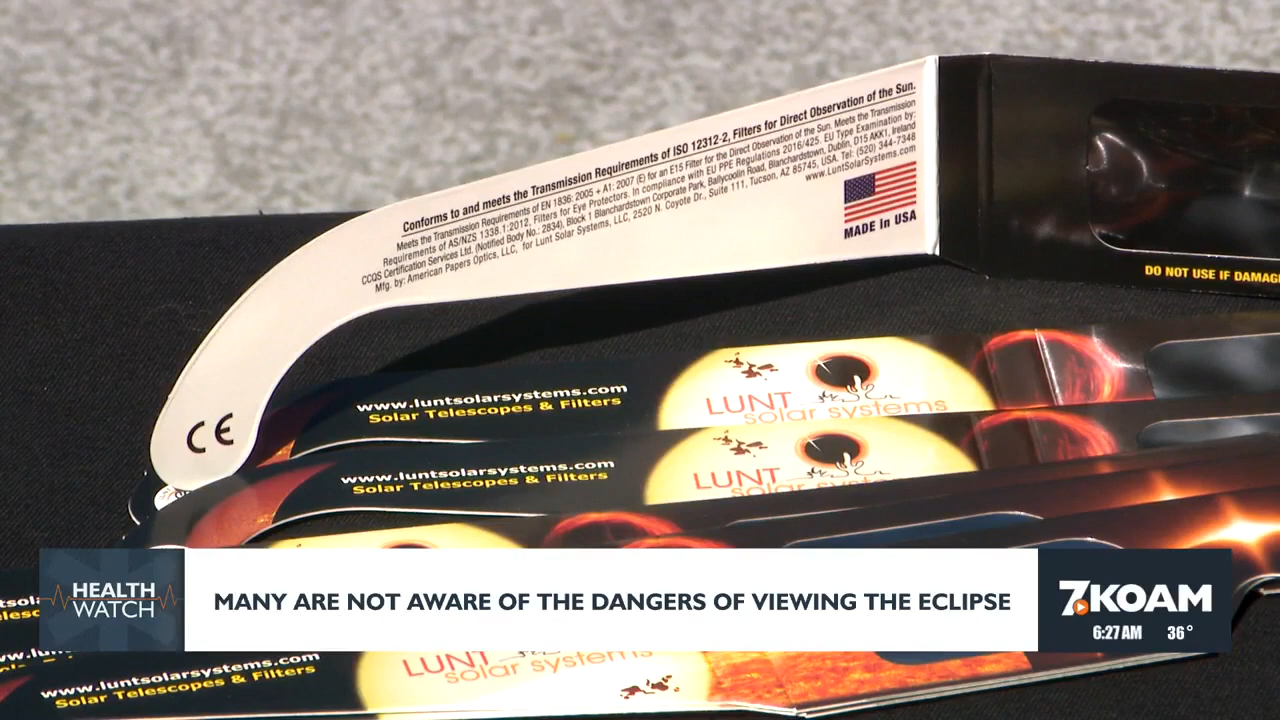 Conforms to and meets the Transmission Requirements of ISO 12312-2, Filters for Direct Observation of the Sun.
Meets the Transmission Requirements of EN 1836: 2005 + A1: 2007 (E) for an E15 Filter for the Direct Observation of the Sun. Meets the Transmission
Requirements of AS/NZS 1338.1:2012, Filters for Eye Protectors. In compliance with EU PPE Regulations 2016/425. EU Type Examination by:
CCQS Certification Services Ltd. (Notified Body No.: 2834), Block 1 Blanchardstown Corporate Park, Ballycoolin Road, Blanchardstown, Dublin, D15 AKK1, Ireland
Mfg. by: American Papers Optics, LLC, for Lunt Solar Systems, LLC, 2520 N. Coyote Dr., Suite 111, Tucson, AZ 85745, USA. Tel: (520) 344-7348
www.LuntSolarSystems.com
MADE in USA
DO NOT USE IF DAMAG
CE
www.luntsolarsystems.com
Solar Telescopes & Filters
LUNT
solar systems
www.luntsolarsystems.com
Solar Telescopes & Filters
LUNT
solar syste
HEALTH
WATCH
MANY ARE NOT AWARE OF THE DANGERS OF VIEWING THE ECLIPSE
7 KOAM
6:27 AM 36°
www.luntsolarsystems.com
Solar Telescopes & Filters
LUNT
solar systems